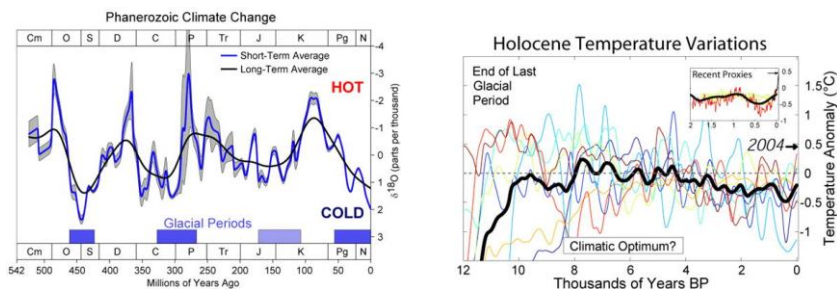 Phanerozoic Climate Change
Cm O S D C P Tr J K Pg N
Short-Term Average
Long-Term Average
HOT
COLD
Glacial Periods
-4
-3
-2
-1
0
1
2
3
δ18O (parts per thousand)
Cm O S D C P Tr J K Pg N
542 500 450 400 350 300 250 200 150 100 50 0
Millions of Years Ago
Holocene Temperature Variations
End of Last
Glacial
Period
Recent Proxies
0.5
0
-0.5
-1
2 1.5 1 0.5 0
2004
1.5
1
0.5
0
-0.5
-1
Temperature Anomaly (°C)
Climatic Optimum?
12 10 8 6 4 2 0
Thousands of Years BP